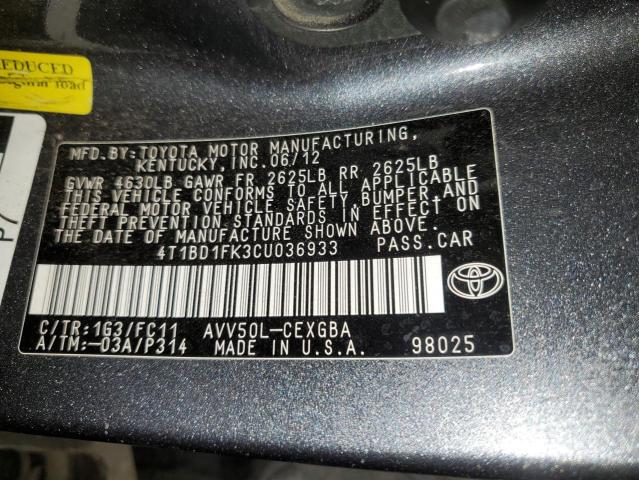 REDUCED
MFD.BY:TOYOTA MOTOR MANUFACTURING,
KENTUCKY, INC.06/12
GVWR 4630LB GAWR FR 2625LB RR 2625LB
THIS VEHICLE CONFORMS TO ALL APPLICABLE
FEDERAL MOTOR VEHICLE SAFETY, BUMPER AND
THEFT PREVENTION STANDARDS IN EFFECT ON
THE DATE OF MANUFACTURE SHOWN ABOVE.
4T1BD1FK3CU036933 PASS.CAR
C/TR:1G3/FC11 AVV50L-CEXGBA
A/TM:-03A/P314 MADE IN U.S.A. 98025
TOYOTA